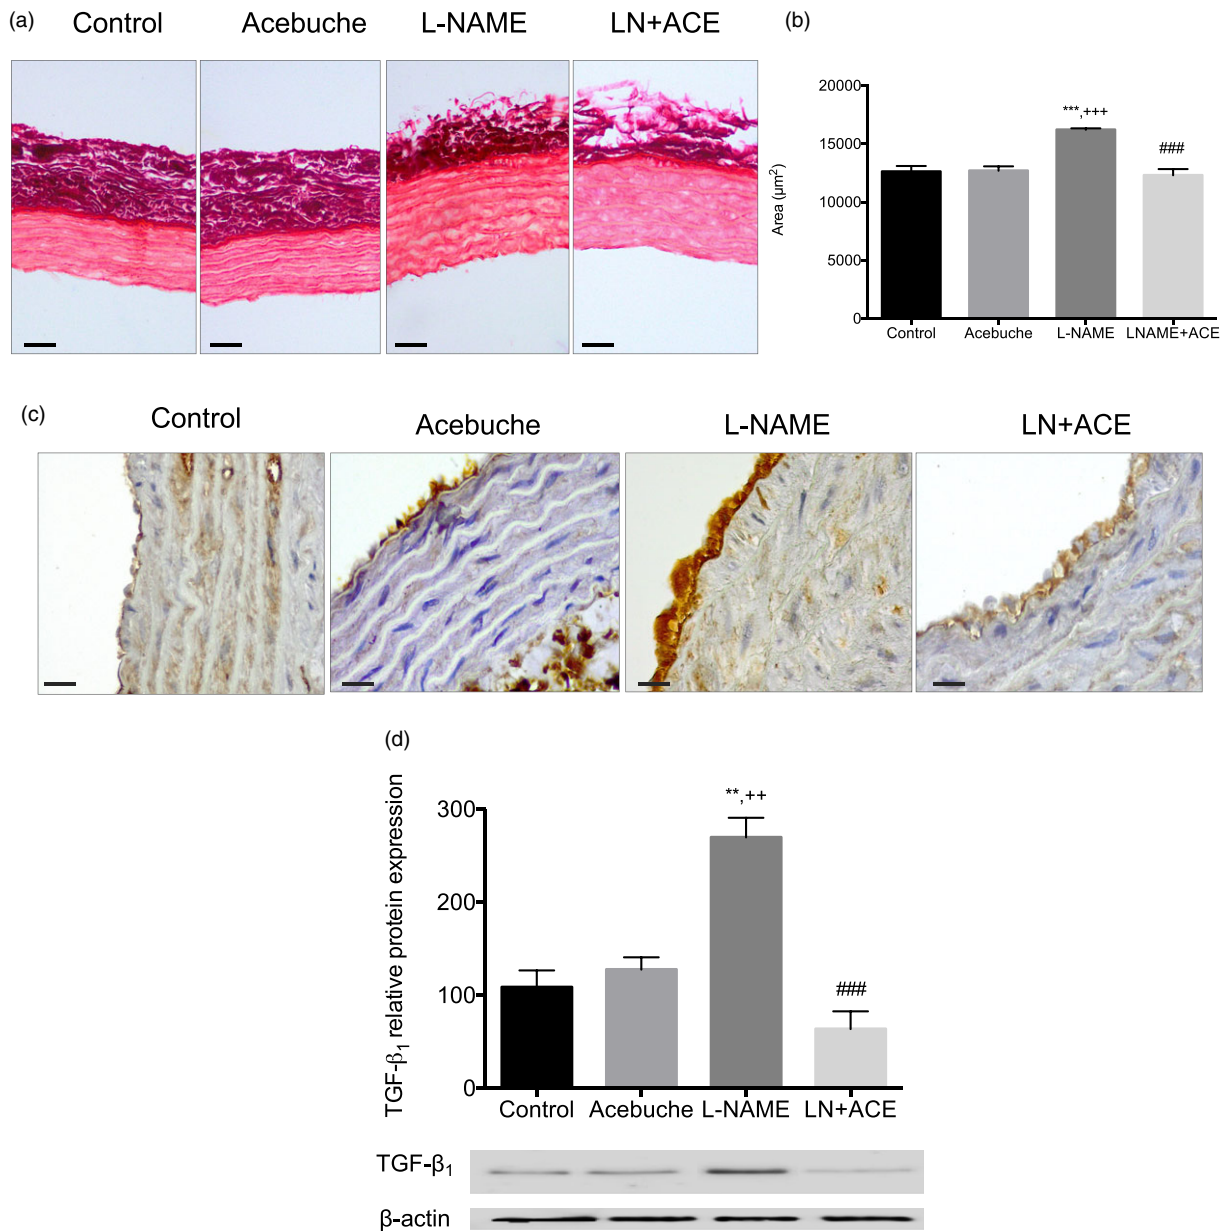 (a)
Control Acebuche L-NAME LN+ACE
(b)
20000
15000
10000
5000
0
Area (μm²)
***,+++
###
Control Acebuche L-NAME LNAME+ACE
(c)
Control Acebuche L-NAME LN+ACE
(d)
TGF-β₁ relative protein expression
300
200
100
0
**,++
###
Control Acebuche L-NAME LN+ACE
TGF-β₁
β-actin